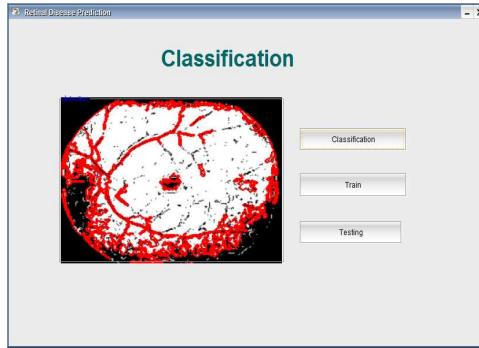 Retinal Disease Prediction
Classification
Classification
Train
Testing